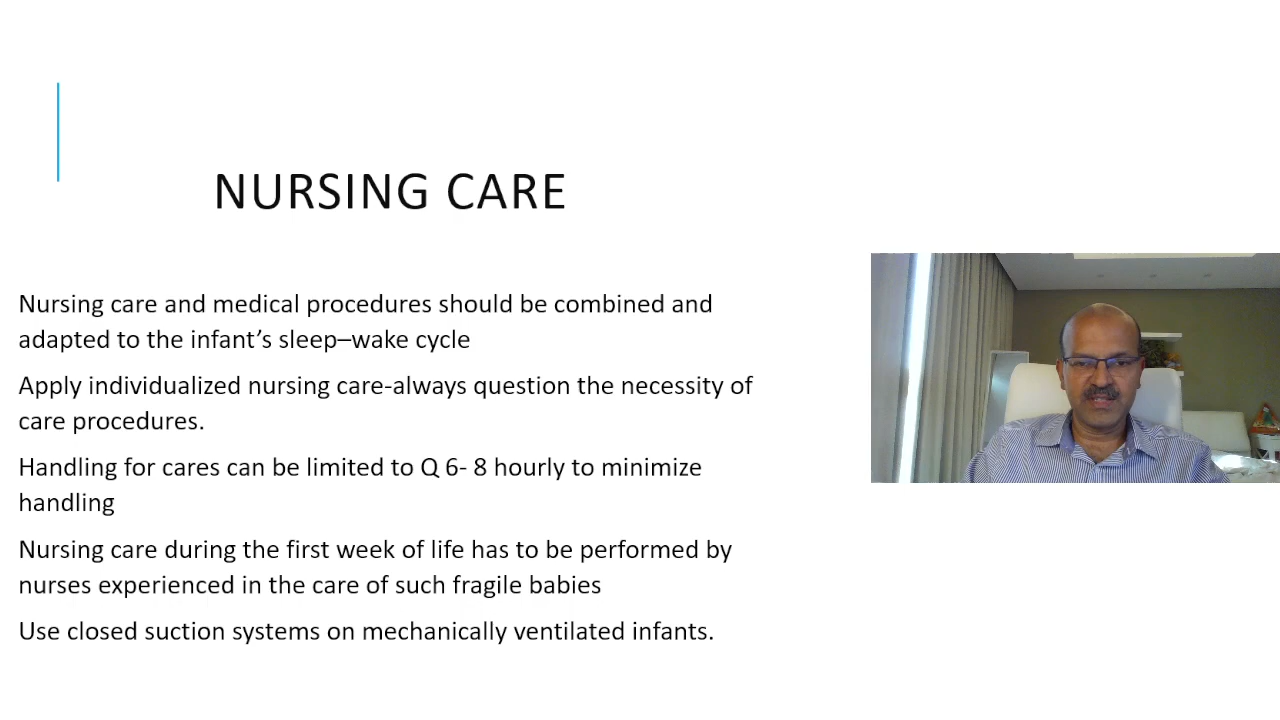 NURSING CARE
Nursing care and medical procedures should be combined and
adapted to the infant’s sleep–wake cycle
Apply individualized nursing care-always question the necessity of
care procedures.
Handling for cares can be limited to Q 6- 8 hourly to minimize
handling
Nursing care during the first week of life has to be performed by
nurses experienced in the care of such fragile babies
Use closed suction systems on mechanically ventilated infants.